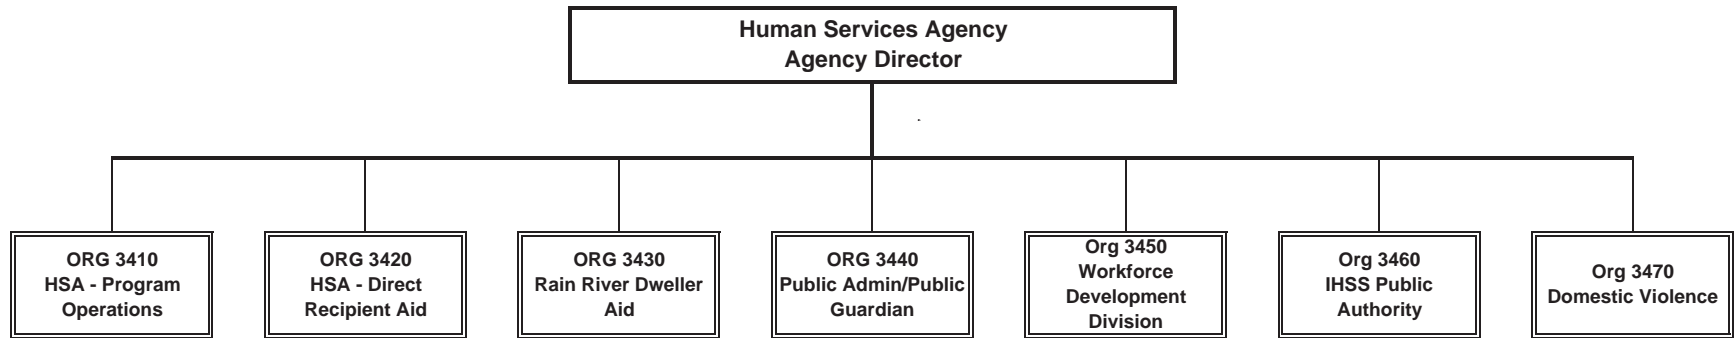 Human Services Agency
Agency Director
ORG 3410
HSA - Program
Operations
ORG 3420
HSA - Direct
Recipient Aid
ORG 3430
Rain River Dweller
Aid
ORG 3440
Public Admin/Public
Guardian
Org 3450
Workforce
Development
Division
Org 3460
IHSS Public
Authority
Org 3470
Domestic Violence